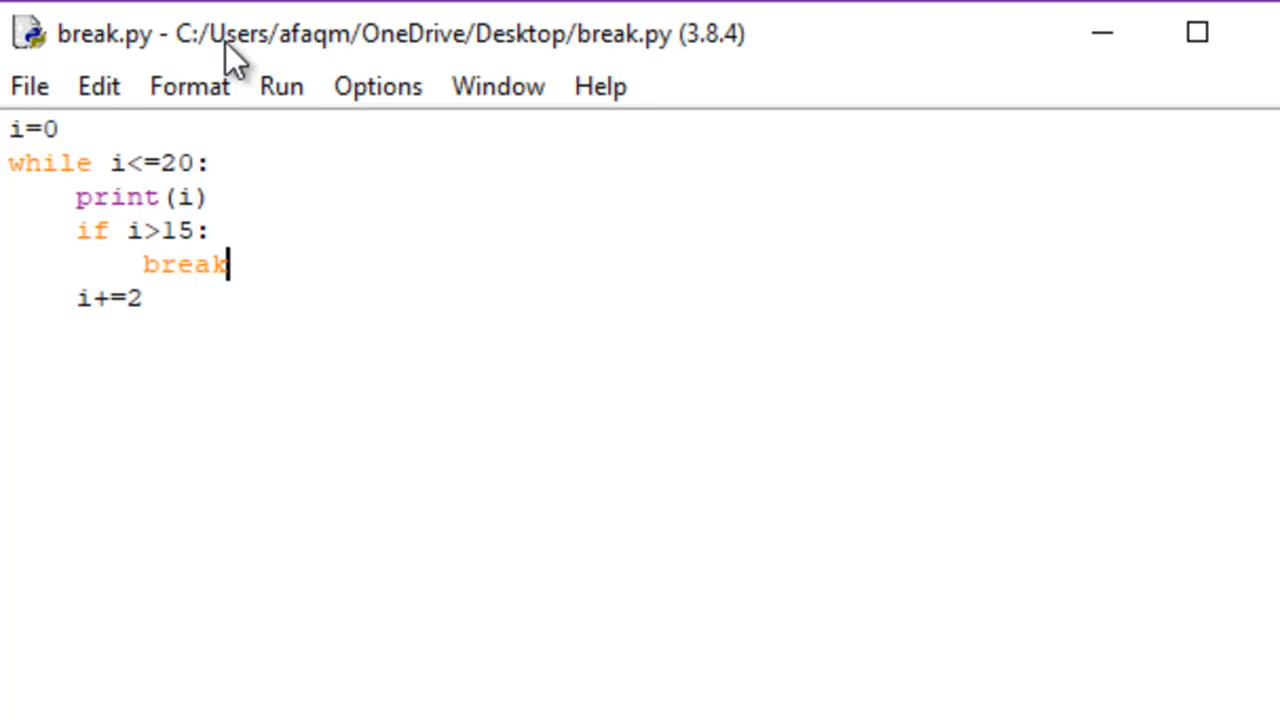 break.py - C:/Users/afaqm/OneDrive/Desktop/break.py (3.8.4)
File Edit Format Run Options Window Help
i=0
while i<=20:
    print(i)
    if i>15:
        break
    i+=2